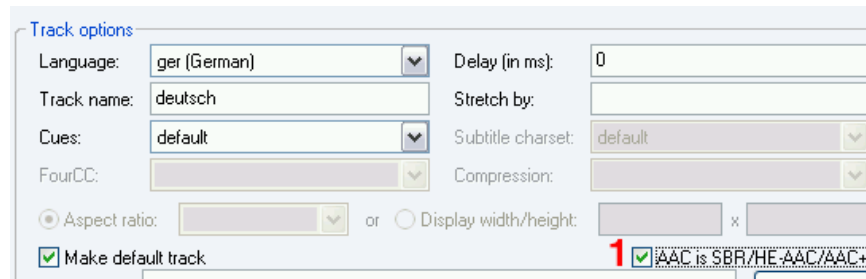 Track options
Language: ger (German) Delay (in ms): 0
Track name: deutsch Stretch by:
Cues: default Subtitle charset: default
FourCC: Compression:
Aspect ratio: or Display width/height: x
Make default track 1 AAC is SBR/HE-AAC/AAC-